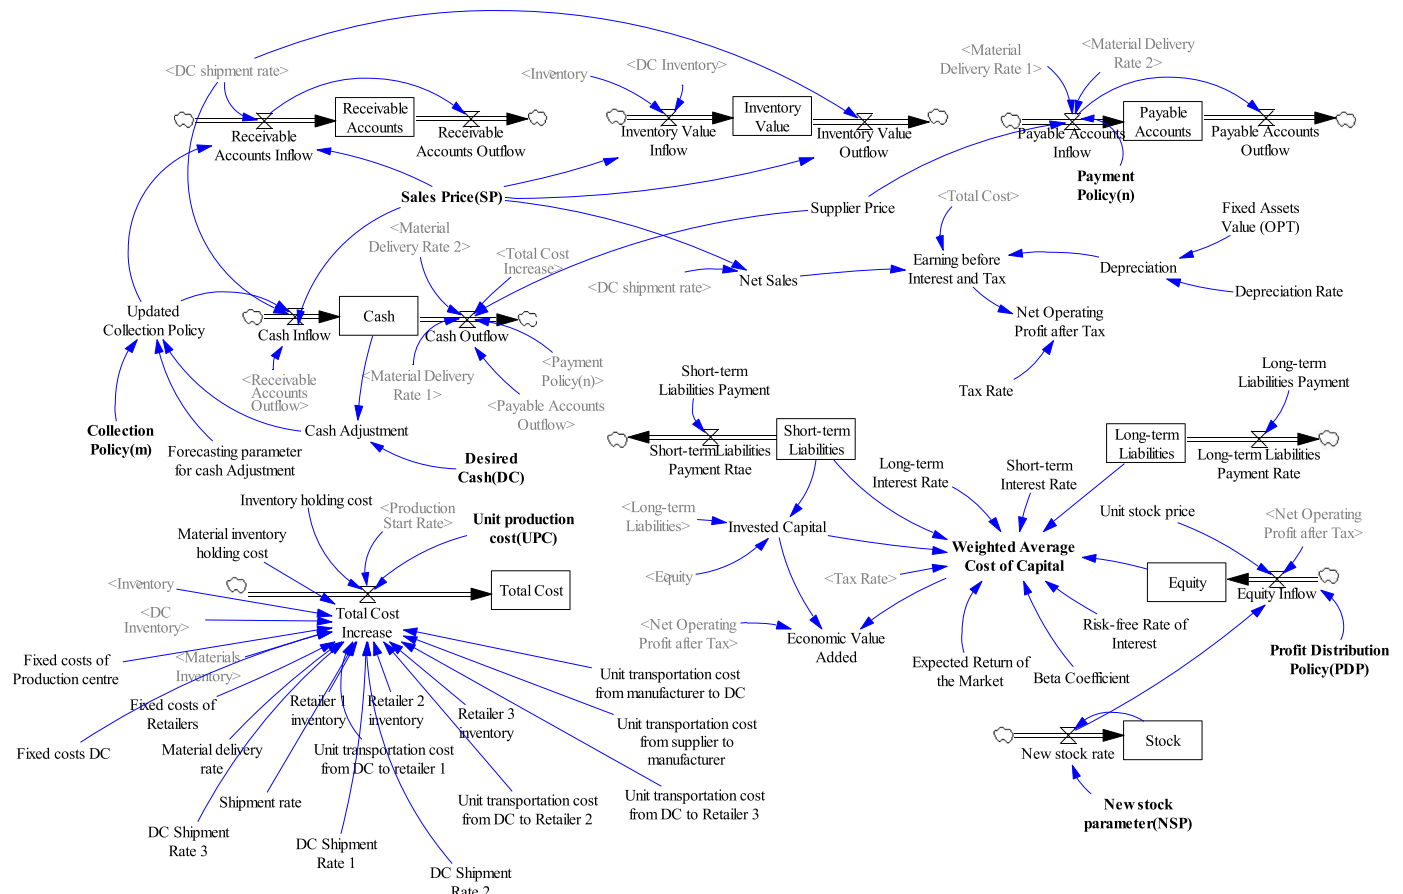 <DC shipment rate>
Receivable
Accounts
Receivable
Accounts Inflow
Receivable
Accounts Outflow
<Inventory
<DC Inventory>
Inventory Value
Inflow
Inventory
Value
Inventory Value
Outflow
<Material
Delivery Rate 1>
<Material Delivery
Rate 2>
Payable Accounts
Inflow
Payable
Accounts
Payable Accounts
Outflow
Payment
Policy(n)
Sales Price(SP)
Supplier Price
<Total Cost>
Fixed Assets
Value (OPT)
<Material
Delivery Rate 2>
<Total Cost
Increase>
<DC shipment rate>
Net Sales
Earning before
Interest and Tax
Depreciation
Depreciation Rate
Net Operating
Profit after Tax
Tax Rate
Updated
Collection Policy
Cash Inflow
Cash
Cash Outflow
<Receivable
Accounts
Outflow>
<Material Delivery
Rate 1>
<Payment
Policy(n)>
<Payable Accounts
Outflow>
Collection
Policy(m)
Forecasting parameter
for cash Adjustment
Cash Adjustment
Desired
Cash(DC)
Short-term
Liabilities Payment
Short-termLiabilities
Payment Rtae
Short-term
Liabilities
Long-term
Liabilities Payment
Long-term
Liabilities
Long-term Liabilities
Payment Rate
Long-term
Interest Rate
Short-term
Interest Rate
Unit stock price
<Net Operating
Profit after Tax>
<Long-term
Liabilities>
Invested Capital
<Equity
Weighted Average
Cost of Capital
<Tax Rate>
Equity
Equity Inflow
<Net Operating
Profit after Tax>
Economic Value
Added
Expected Return of
the Market
Beta Coefficient
Risk-free Rate of
Interest
Profit Distribution
Policy(PDP)
New stock rate
Stock
New stock
parameter(NSP)
Inventory holding cost
<Production
Start Rate>
Unit production
cost(UPC)
Material inventory
holding cost
<Inventory
<DC
Inventory>
Total Cost
Increase
Total Cost
Fixed costs of
Production centre
<Materials
Inventory>
Fixed costs of
Retailers
Fixed costs DC
Material delivery
rate
Shipment rate
DC Shipment
Rate 3
Retailer 1
inventory
Retailer 2
inventory
Retailer 3
inventory
Unit transportation cost
from DC to retailer 1
DC Shipment
Rate 1
DC Shipment
Rate 2
Unit transportation cost
from DC to Retailer 2
Unit transportation cost
from DC to Retailer 3
Unit transportation cost
from supplier to
manufacturer
Unit transportation cost
from manufacturer to DC